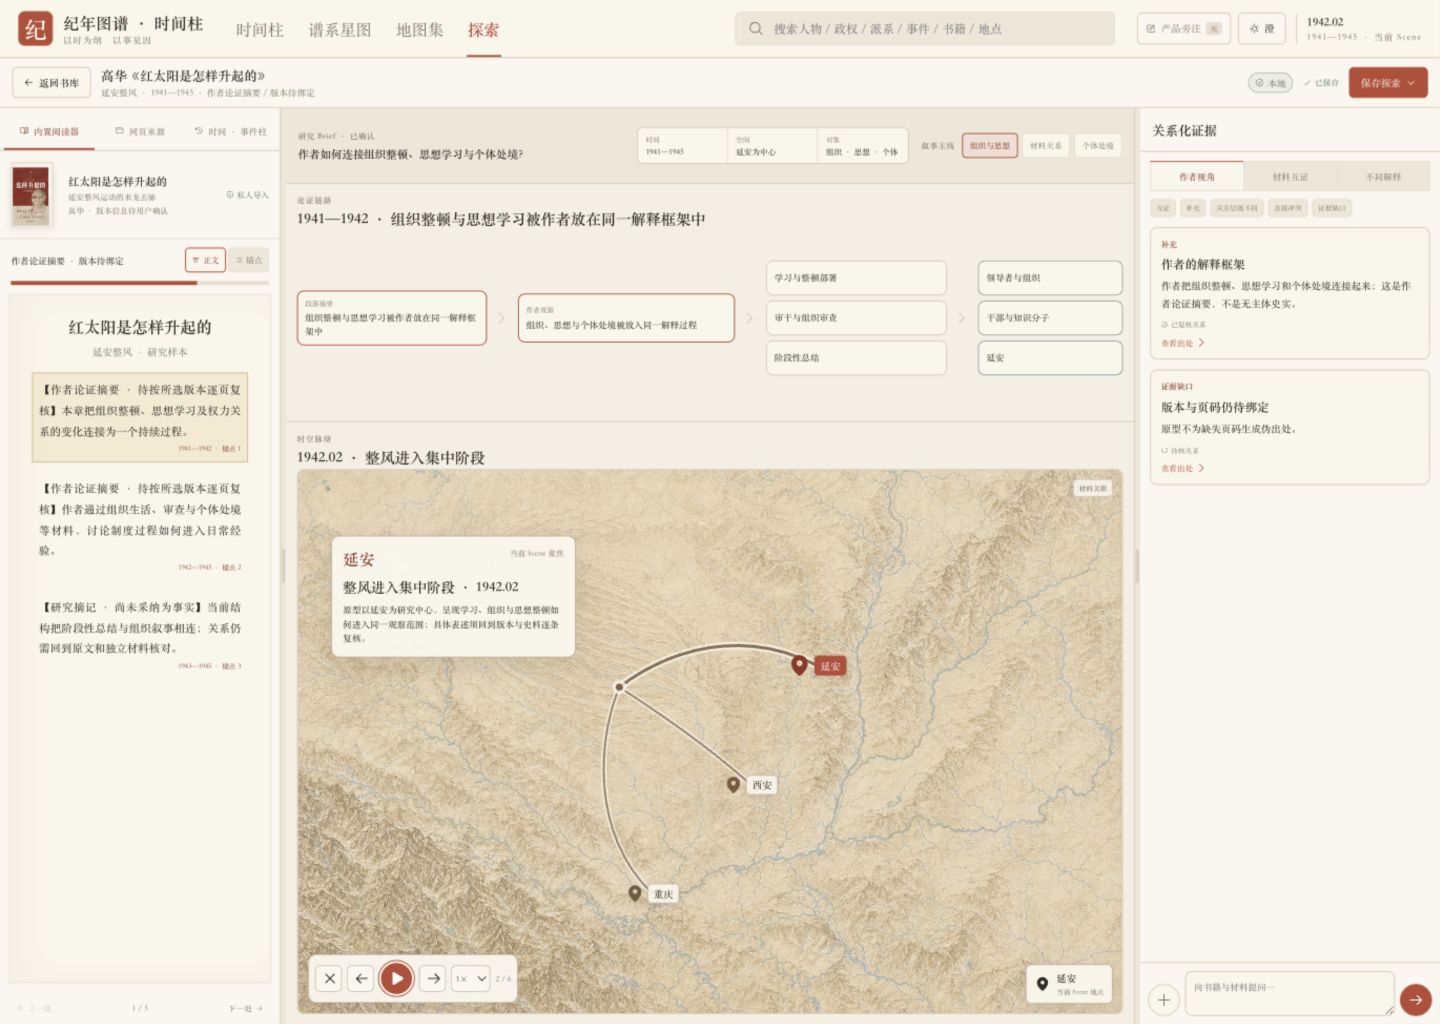 纪
纪年图谱 · 时间柱
以时为纲 以事见因
时间柱
谱系星图
地图集
探索
搜索人物 / 政权 / 派系 / 事件 / 书籍 / 地点
产品旁注 关
澄
1942.02
1941—1945 · 当前 Scene
← 返回书库
高华《红太阳是怎样升起的》
延安整风 · 1941—1945 · 作者论证摘要 / 版本待绑定
本地
已保存
保存探索
内置阅读器
网页来源
时间 · 事件柱
红太阳是怎样升起的
延安整风运动的来龙去脉
高华 · 版本信息待用户确认
私人导入
作者论证摘要 · 版本待绑定
正文
锚点
红太阳是怎样升起的
延安整风 · 研究样本
【作者论证摘要 · 待按所选版本逐页复
核】本章把组织整顿、思想学习及权力关
系的变化连接为一个持续过程。
1941—1942 · 锚点 1
【作者论证摘要 · 待按所选版本逐页复
核】作者通过组织生活、审查与个体处境
等材料，讨论制度过程如何进入日常经
验。
1942—1943 · 锚点 2
【研究摘记 · 尚未采纳为事实】当前结
构把阶段性总结与组织叙事相连；关系仍
需回到原文和独立材料核对。
1943—1945 · 锚点 3
← 上一处
1 / 3
下一处 →
研究 Brief · 已确认
作者如何连接组织整顿、思想学习与个体处境?
时间
1941—1945
空间
延安为中心
对象
组织 · 思想 · 个体
叙事主线
组织与思想
材料关系
个体处境
论证链路
1941—1942 · 组织整顿与思想学习被作者放在同一解释框架中
段落摘要
组织整顿与思想学习被作者放在同一解释框
架中
作者观察
组织、思想与个体处境被放入同一解释过程
学习与整顿部署
审干与组织审查
阶段性总结
领导者与组织
干部与知识分子
延安
时空脉络
1942.02 · 整风进入集中阶段
材料关联
延安
当前 Scene 聚焦
整风进入集中阶段 · 1942.02
原型以延安为研究中心，呈现学习、组织与思想整顿如
何进入同一观察范围；具体表述须回到版本与史料逐条
复核。
延安
西安
重庆
1×
2 / 6
延安
当前 Scene 地点
关系化证据
作者视角
材料互证
不同解释
互证
补充
关注层级不同
直接冲突
证据缺口
补充
作者的解释框架
作者把组织整顿、思想学习和个体处境连接起来；这是作
者论证摘要，不是无主体史实。
已复核关系
查看出处
证据缺口
版本与页码仍待绑定
原型不为缺失页码生成伪出处。
待核关系
查看出处
向书籍与材料提问…